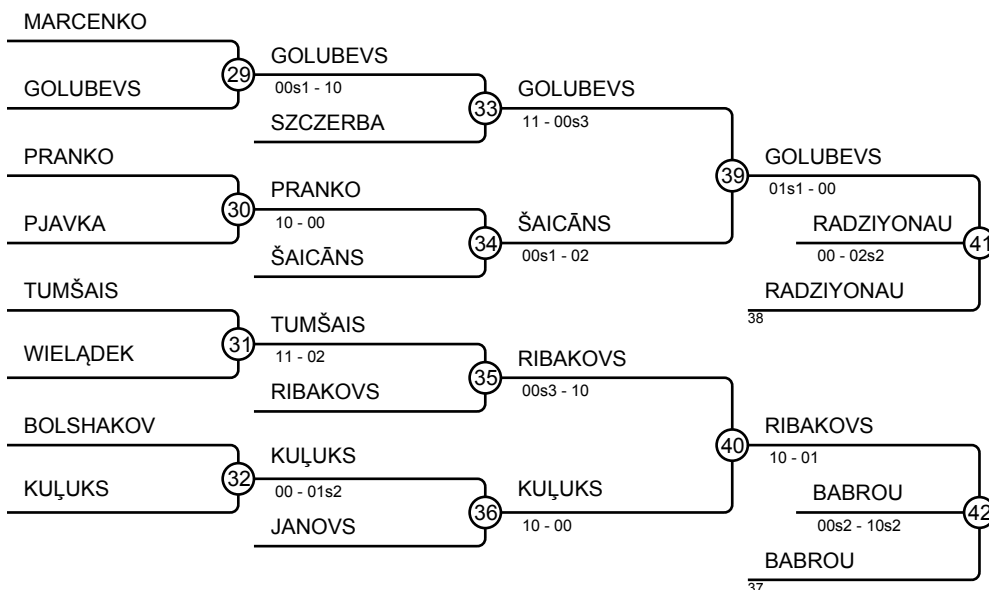 MARCENKO
29
GOLUBEVS
GOLUBEVS
00s1 - 10
33
SZCZERBA
GOLUBEVS
11 - 00s3
PRANKO
30
PJAVKA
PRANKO
10 - 00
34
ŠAICĀNS
ŠAICĀNS
00s1 - 02
39
GOLUBEVS
01s1 - 00
RADZIYONAU
00 - 02s2
41
RADZIYONAU
38
TUMŠAIS
31
WIELĄDEK
TUMŠAIS
11 - 02
35
RIBAKOVS
RIBAKOVS
00s3 - 10
BOLSHAKOV
32
KUĻUKS
KUĻUKS
00 - 01s2
36
JANOVS
KUĻUKS
10 - 00
40
RIBAKOVS
10 - 01
BABROU
00s2 - 10s2
42
BABROU
37